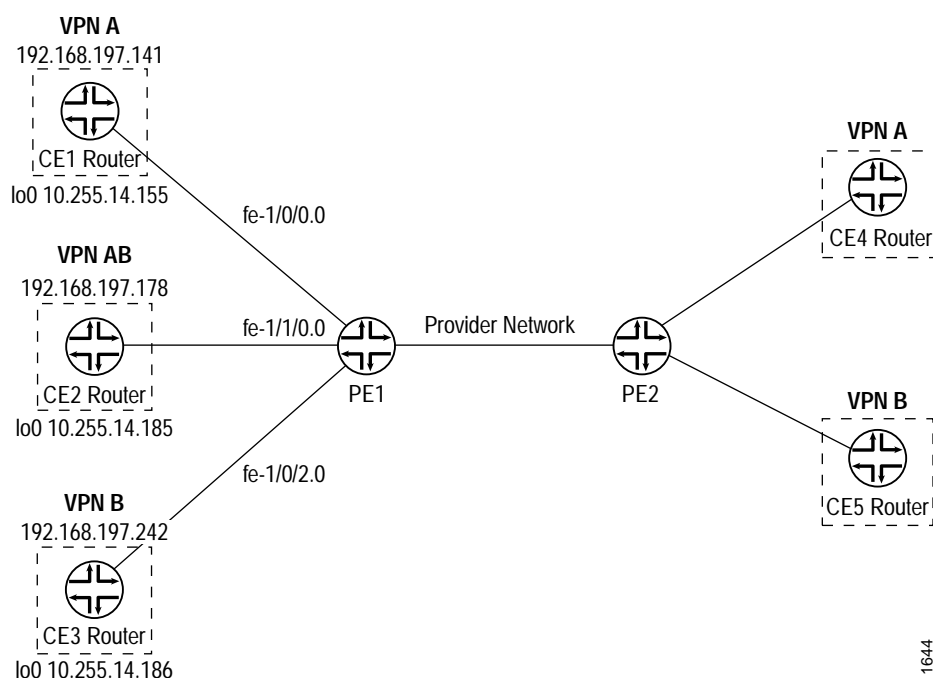 VPN A
192.168.197.141
CE1 Router
lo0 10.255.14.155
fe-1/0/0.0
VPN AB
192.168.197.178
CE2 Router
lo0 10.255.14.185
fe-1/1/0.0
PE1
Provider Network
PE2
VPN A
CE4 Router
VPN B
CE5 Router
fe-1/0/2.0
VPN B
192.168.197.242
CE3 Router
lo0 10.255.14.186
1644